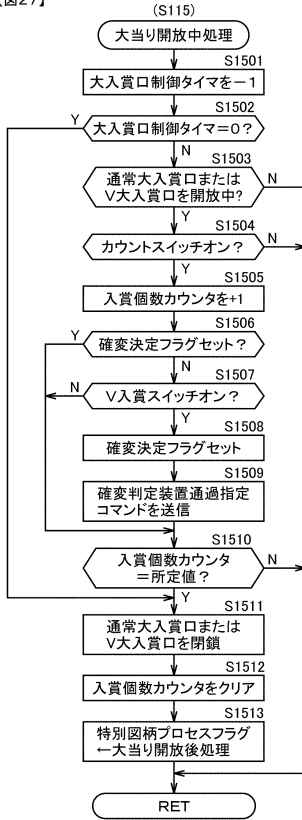 【図27】
(S115)
大当り開放中処理
S1501
大入賞口制御タイマを－1
S1502
Y
大入賞口制御タイマ＝0？
N
S1503
通常大入賞口または
V大入賞口を開放中?
N
Y
S1504
カウントスイッチオン？
N
Y
S1505
入賞個数カウンタを+1
S1506
Y
確変決定フラグセット？
N
S1507
N
V入賞スイッチオン？
Y
S1508
確変決定フラグセット
S1509
確変判定装置通過指定
コマンドを送信
S1510
入賞個数カウンタ
＝所定値？
N
Y
S1511
通常大入賞口または
V大入賞口を閉鎖
S1512
入賞個数カウンタをクリア
S1513
特別図柄プロセスフラグ
←大当り開放後処理
RET